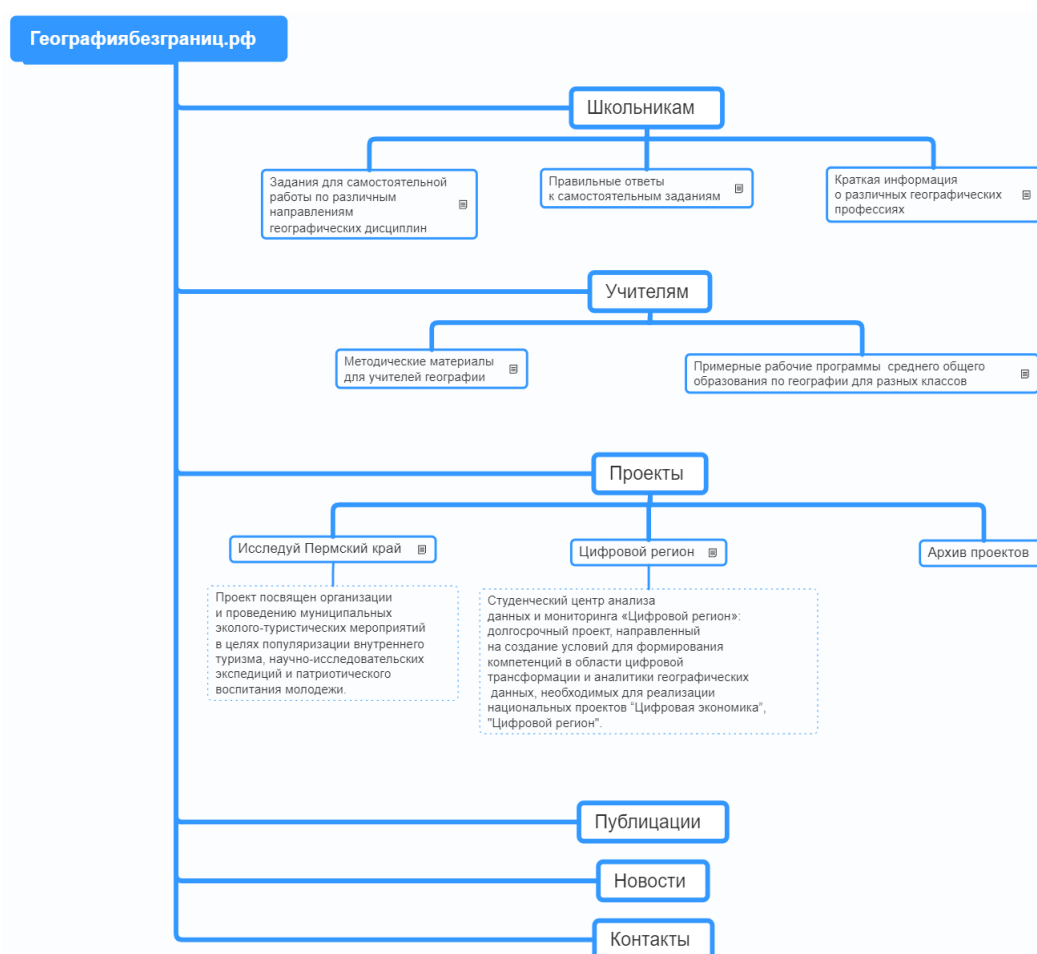 Географиябезграниц.рф
Школьникам
Задания для самостоятельной
работы по различным
направлениям
географических дисциплин
Правильные ответы
к самостоятельным заданиям
Краткая информация
о различных географических
профессиях
Учителям
Методические материалы
для учителей географии
Примерные рабочие программы среднего общего
образования по географии для разных классов
Проекты
Исследуй Пермский край
Цифровой регион
Архив проектов
Проект посвящен организации
и проведению муниципальных
эколого-туристических мероприятий
в целях популяризации внутреннего
туризма, научно-исследовательских
экспедиций и патриотического
воспитания молодежи.
Студенческий центр анализа
данных и мониторинга «Цифровой регион»:
долгосрочный проект, направленный
на создание условий для формирования
компетенций в области цифровой
трансформации и аналитики географических
данных, необходимых для реализации
национальных проектов “Цифровая экономика”,
"Цифровой регион".
Публицации
Новости
Контакты